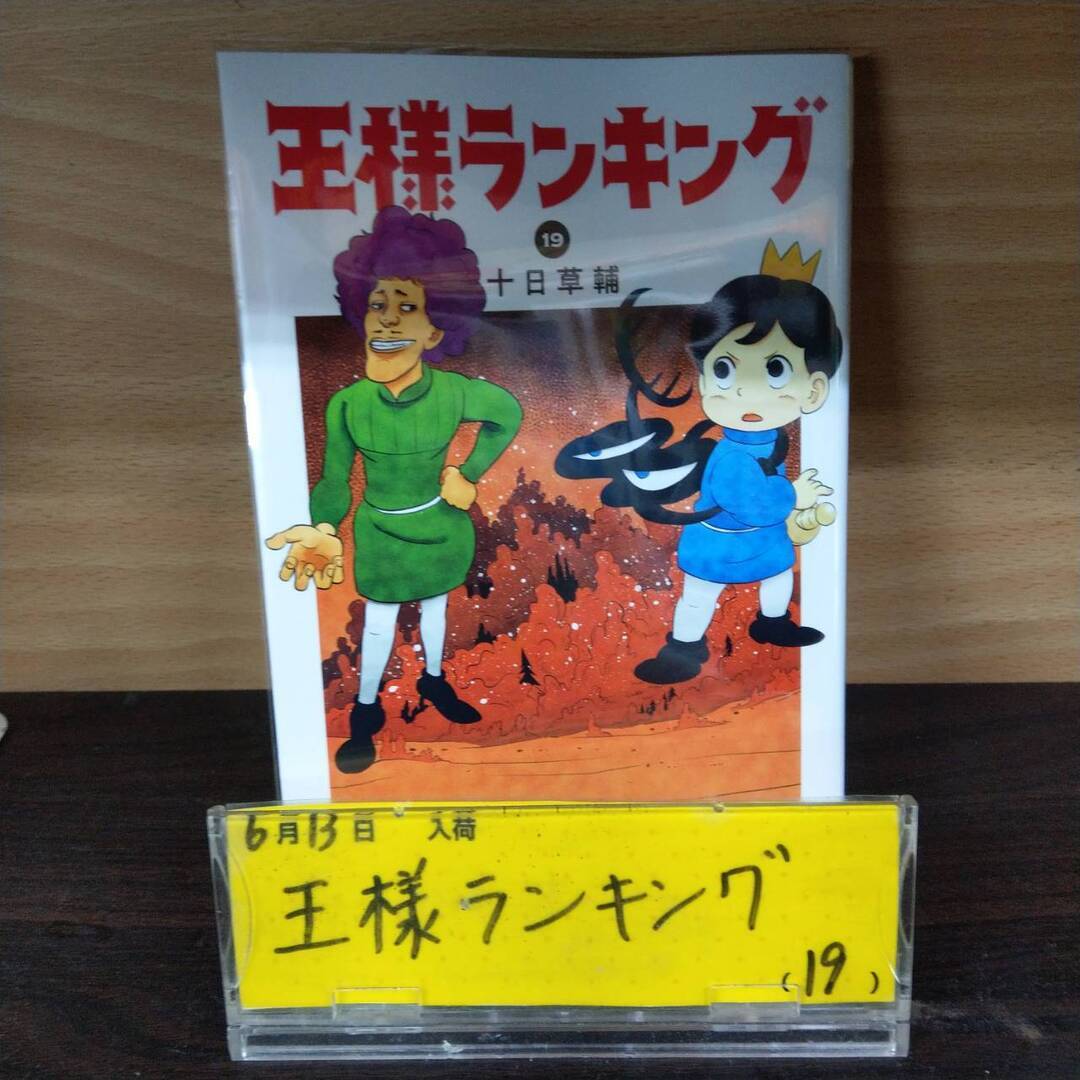 王様ランキング
19
十日草輔
6月13日 入荷
王様ランキング
(19)